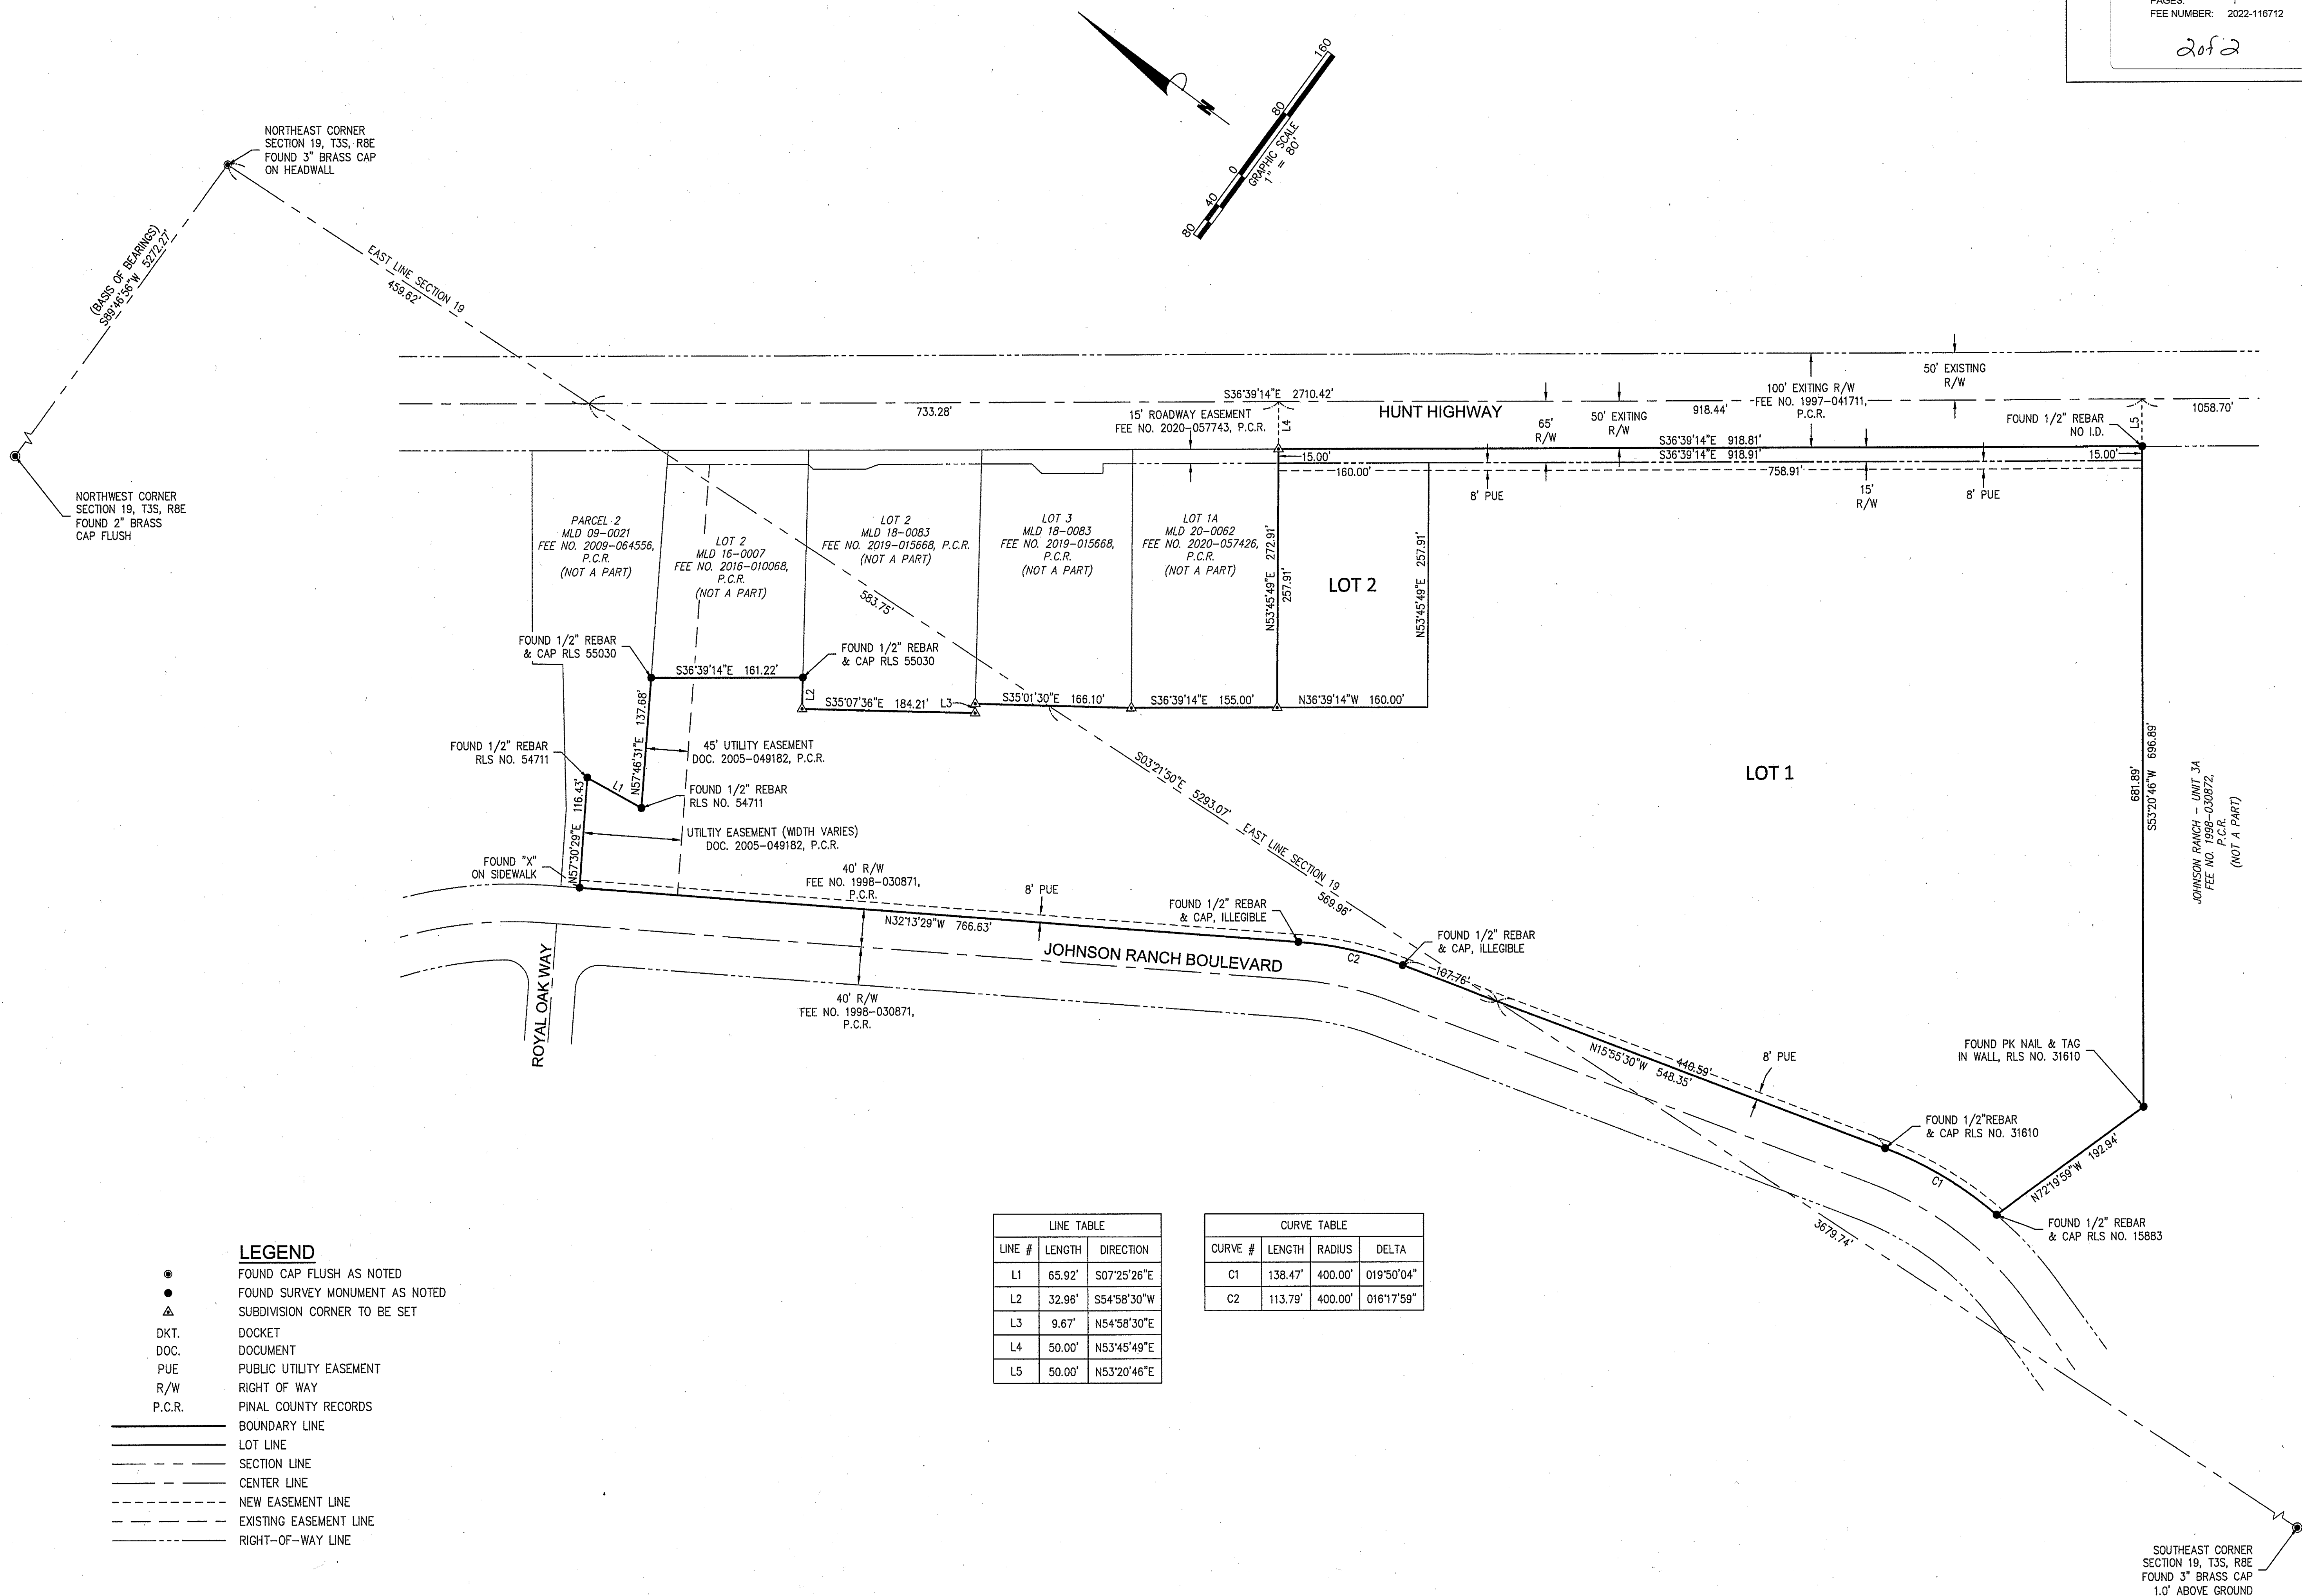 PAGES: 1
FEE NUMBER: 2022-116712
2 of 2
160
80
0
40
80
GRAPHIC SCALE
1" = 80'
N
NORTHEAST CORNER
SECTION 19, T3S, R8E
FOUND 3" BRASS CAP
ON HEADWALL
(BASIS OF BEARINGS)
S89°46'56"W 5272.27'
EAST LINE SECTION 19
459.62'
NORTHWEST CORNER
SECTION 19, T3S, R8E
FOUND 2" BRASS
CAP FLUSH
733.28'
S36°39'14"E 2710.42'
15' ROADWAY EASEMENT
FEE NO. 2020-057743, P.C.R.
L4
HUNT HIGHWAY
65'
R/W
50' EXITING
R/W
918.44'
100' EXITING R/W
FEE NO. 1997-041711,
P.C.R.
50' EXISTING
R/W
FOUND 1/2" REBAR
NO I.D.
L5
1058.70'
S36°39'14"E 918.81'
S36°39'14"E 918.91'
15.00'
15.00'
160.00'
758.91'
8' PUE
15'
R/W
8' PUE
PARCEL 2
MLD 09-0021
FEE NO. 2009-064556,
P.C.R.
(NOT A PART)
LOT 2
MLD 16-0007
FEE NO. 2016-010068,
P.C.R.
(NOT A PART)
LOT 2
MLD 18-0083
FEE NO. 2019-015668, P.C.R.
(NOT A PART)
LOT 3
MLD 18-0083
FEE NO. 2019-015668,
P.C.R.
(NOT A PART)
LOT 1A
MLD 20-0062
FEE NO. 2020-057426,
P.C.R.
(NOT A PART)
N53°45'49"E 272.91'
257.91'
LOT 2
N53°45'49"E 257.91'
583.75'
FOUND 1/2" REBAR
& CAP RLS 55030
S36°39'14"E 161.22'
FOUND 1/2" REBAR
& CAP RLS 55030
L2
S35°07'36"E 184.21'
L3
S35°01'30"E 166.10'
S36°39'14"E 155.00'
N36°39'14"W 160.00'
N57°46'31"E 137.68'
FOUND 1/2" REBAR
RLS NO. 54711
L1
45' UTILITY EASEMENT
DOC. 2005-049182, P.C.R.
FOUND 1/2" REBAR
RLS NO. 54711
N57°30'29"E 116.43'
UTILTIY EASEMENT (WIDTH VARIES)
DOC. 2005-049182, P.C.R.
FOUND "X"
ON SIDEWALK
S03°21'50"E 5293.07'
EAST LINE SECTION 19
569.96'
LOT 1
681.89'
S53°20'46"W 696.89'
JOHNSON RANCH - UNIT 3A
FEE NO. 1998-030872,
P.C.R.
(NOT A PART)
40' R/W
FEE NO. 1998-030871,
P.C.R.
8' PUE
N32°13'29"W 766.63'
FOUND 1/2" REBAR
& CAP, ILLEGIBLE
FOUND 1/2" REBAR
& CAP, ILLEGIBLE
C2
JOHNSON RANCH BOULEVARD
107.76'
ROYAL OAK WAY
40' R/W
FEE NO. 1998-030871,
P.C.R.
N15°55'30"W 548.35'
440.59'
8' PUE
FOUND PK NAIL & TAG
IN WALL, RLS NO. 31610
FOUND 1/2"REBAR
& CAP RLS NO. 31610
C1
N72°19'59"W 192.94'
FOUND 1/2" REBAR
& CAP RLS NO. 15883
3679.74'
LINE TABLE
LINE # LENGTH DIRECTION
L1 65.92' S07°25'26"E
L2 32.96' S54°58'30"W
L3 9.67' N54°58'30"E
L4 50.00' N53°45'49"E
L5 50.00' N53°20'46"E
CURVE TABLE
CURVE # LENGTH RADIUS DELTA
C1 138.47' 400.00' 019°50'04"
C2 113.79' 400.00' 016°17'59"
LEGEND
FOUND CAP FLUSH AS NOTED
FOUND SURVEY MONUMENT AS NOTED
SUBDIVISION CORNER TO BE SET
DKT. DOCKET
DOC. DOCUMENT
PUE PUBLIC UTILITY EASEMENT
R/W RIGHT OF WAY
P.C.R. PINAL COUNTY RECORDS
BOUNDARY LINE
LOT LINE
SECTION LINE
CENTER LINE
NEW EASEMENT LINE
EXISTING EASEMENT LINE
RIGHT-OF-WAY LINE
SOUTHEAST CORNER
SECTION 19, T3S, R8E
FOUND 3" BRASS CAP
1.0' ABOVE GROUND